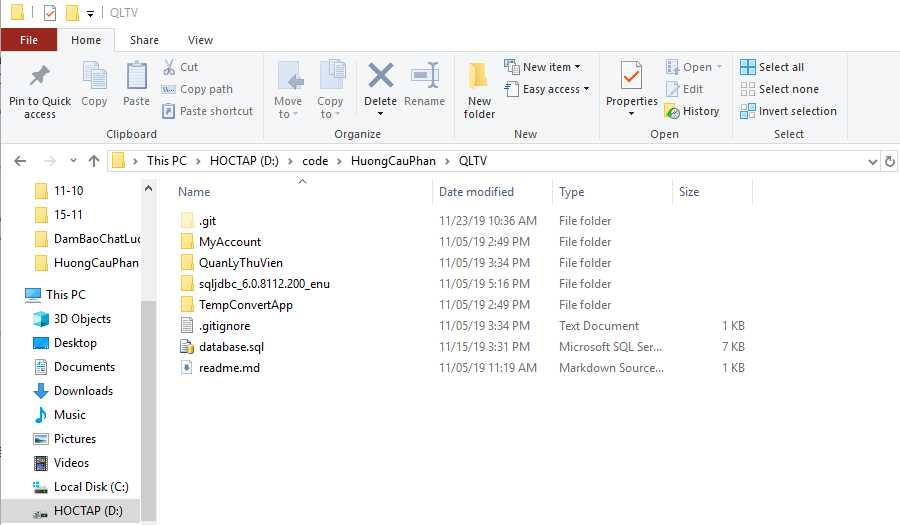 QLTV
File Home Share View
Pin to Quick access
Copy
Paste
Cut
Copy path
Paste shortcut
Clipboard
Move to
Copy to
Delete
Rename
Organize
New folder
New item
Easy access
New
Properties
Open
Edit
History
Open
Select all
Select none
Invert selection
Select
This PC > HOCTAP (D:) > code > HuongCauPhan > QLTV
11-10
15-11
DamBaoChatLuo
HuongCauPhan
This PC
3D Objects
Desktop
Documents
Downloads
Music
Pictures
Videos
Local Disk (C:)
HOCTAP (D:)
Name Date modified Type Size
.git 11/23/19 10:36 AM File folder
MyAccount 11/05/19 2:49 PM File folder
QuanLyThuVien 11/05/19 3:34 PM File folder
sqljdbc_6.0.8112.200_enu 11/05/19 5:16 PM File folder
TempConvertApp 11/05/19 2:49 PM File folder
.gitignore 11/05/19 3:34 PM Text Document 1 KB
database.sql 11/15/19 3:31 PM Microsoft SQL Ser... 7 KB
readme.md 11/05/19 11:19 AM Markdown Source... 1 KB